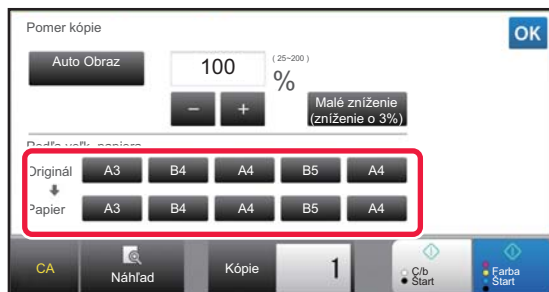 Pomer kópie
OK
Auto Obraz
100
(25~200)
%
−
+
Malé zníženie
(zníženie o 3%)
Podľa veľk. papiera
Originál
A3
B4
A4
B5
A4
Papier
A3
B4
A4
B5
A4
CA
Náhľad
Kópie
1
C/b
Štart
Farba
Štart